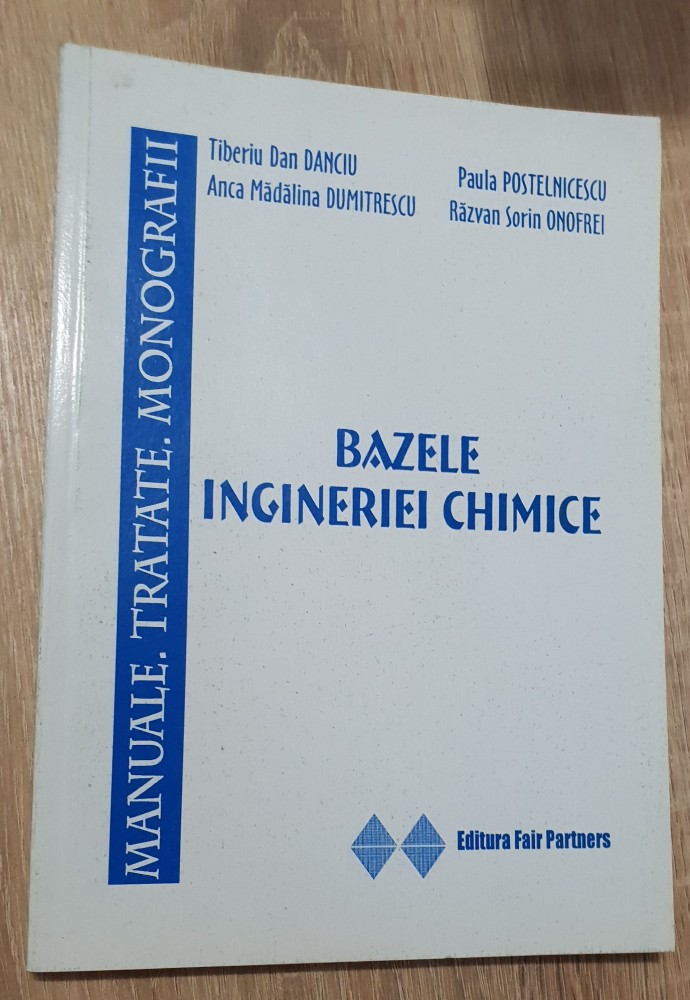 Tiberiu Dan DANCIU
Anca Mădălina DUMITRESCU
Paula POSTELNICESCU
Răzvan Sorin ONOFREI
MANUALE. TRATATE. MONOGRAFII
BAZELE
INGINERIEI CHIMICE
Editura Fair Partners